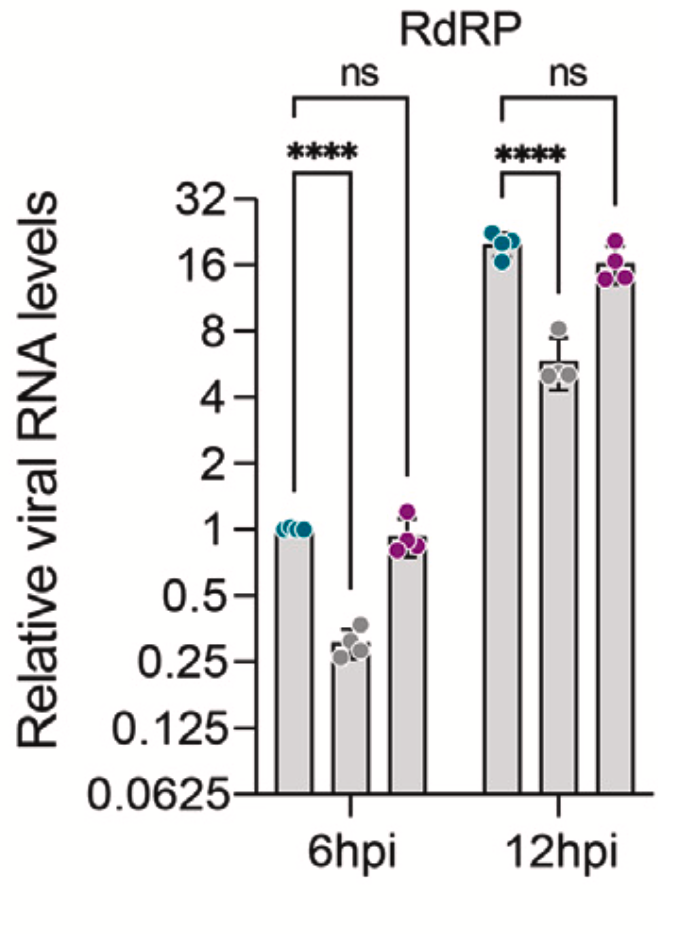 RdRP
ns ns
**** ****
Relative viral RNA levels
32
16
8
4
2
1
0.5
0.25
0.125
0.0625
6hpi 12hpi